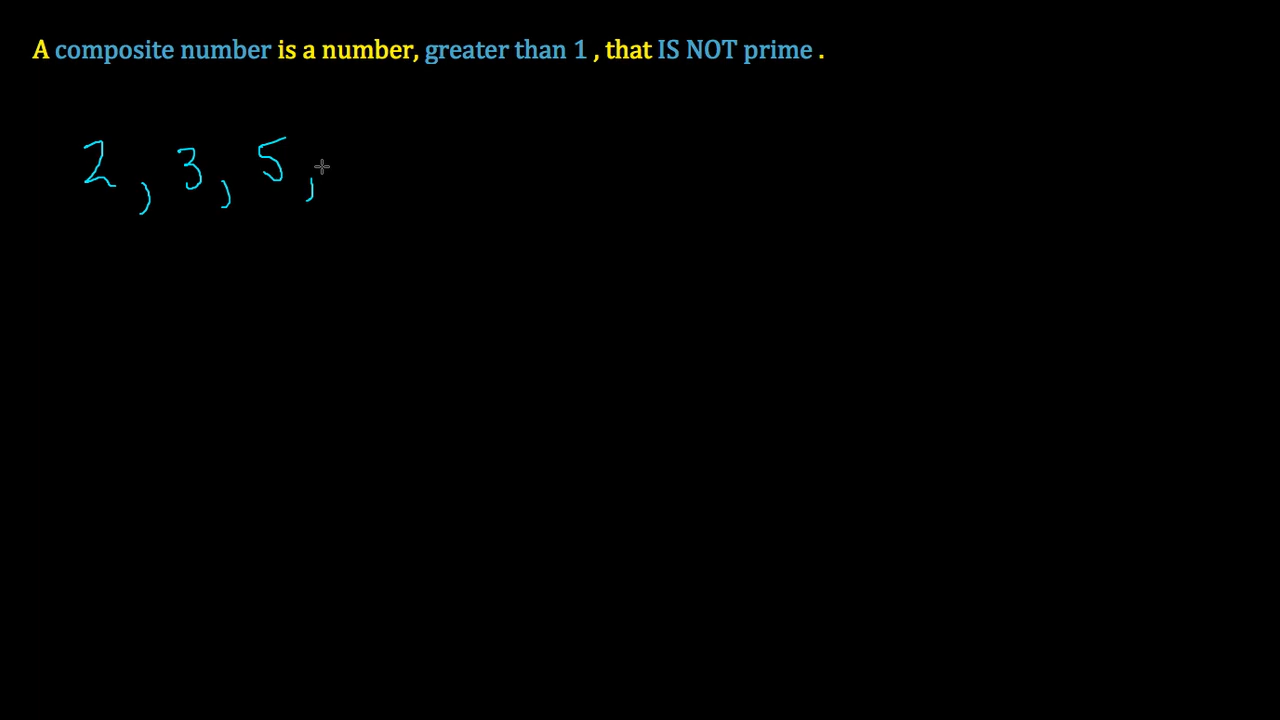 A composite number is a number, greater than 1 , that IS NOT prime .
2 , 3 , 5 ,